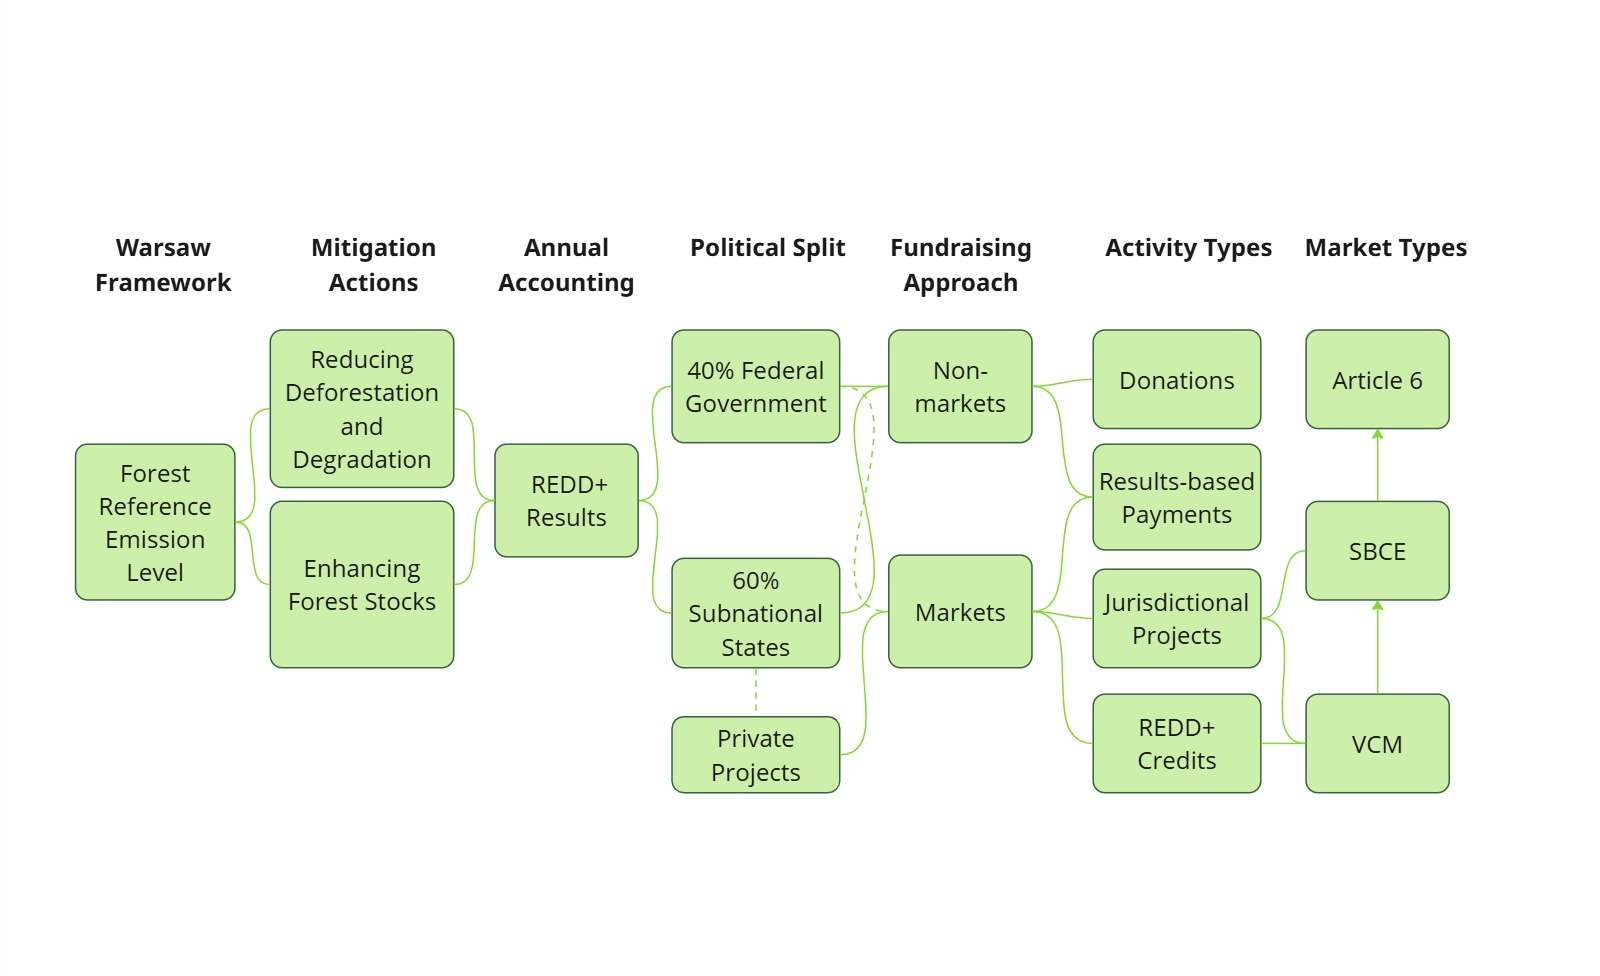 Warsaw
Framework
Mitigation
Actions
Annual
Accounting
Political Split
Fundraising
Approach
Activity Types
Market Types
Forest
Reference
Emission
Level
Reducing
Deforestation
and
Degradation
Enhancing
Forest Stocks
REDD+
Results
40% Federal
Government
60%
Subnational
States
Private
Projects
Non-
markets
Markets
Donations
Results-based
Payments
Jurisdictional
Projects
REDD+
Credits
Article 6
SBCE
VCM